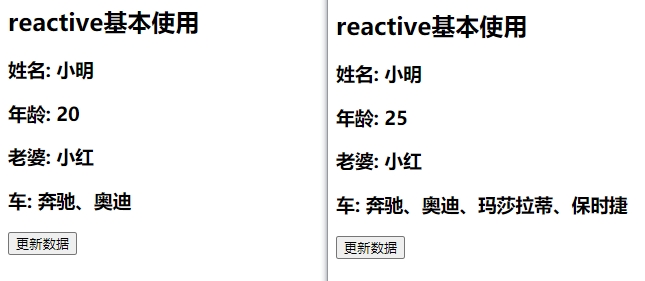 reactive基本使用
姓名: 小明
年龄: 20
老婆: 小红
车: 奔驰、奥迪
更新数据
reactive基本使用
姓名: 小明
年龄: 25
老婆: 小红
车: 奔驰、奥迪、玛莎拉蒂、保时捷
更新数据